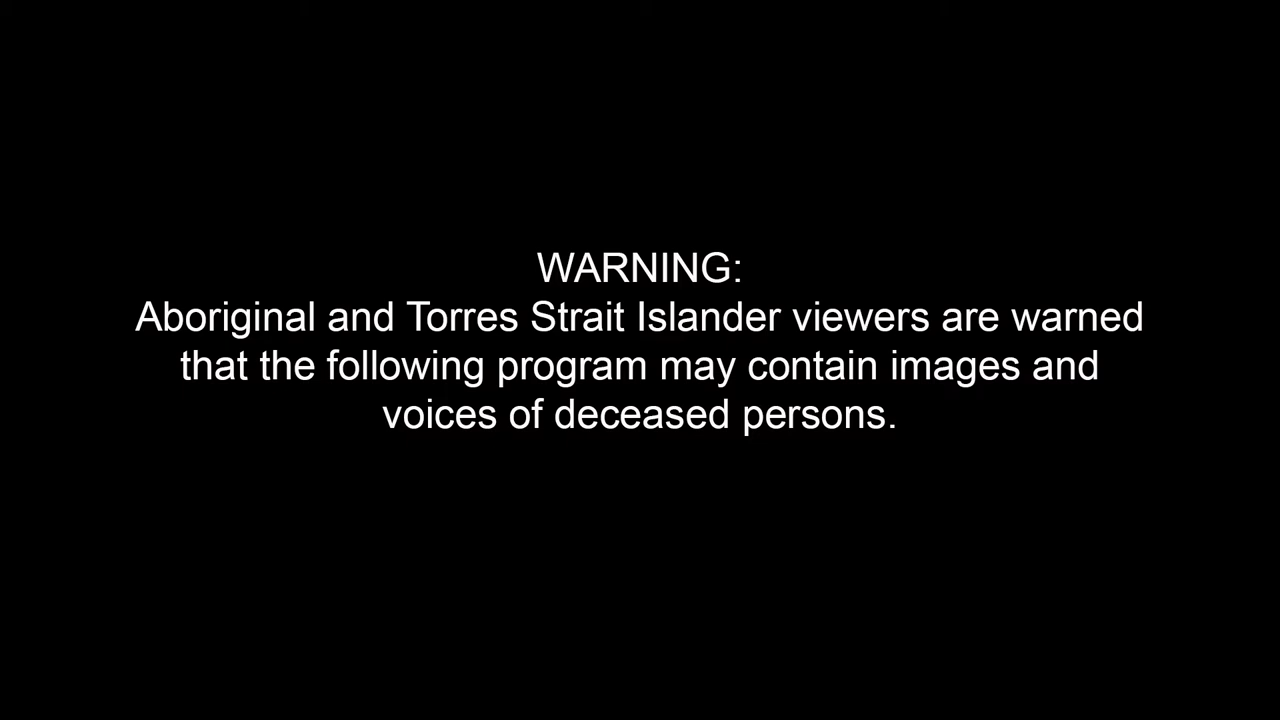 WARNING:
Aboriginal and Torres Strait Islander viewers are warned
that the following program may contain images and
voices of deceased persons.